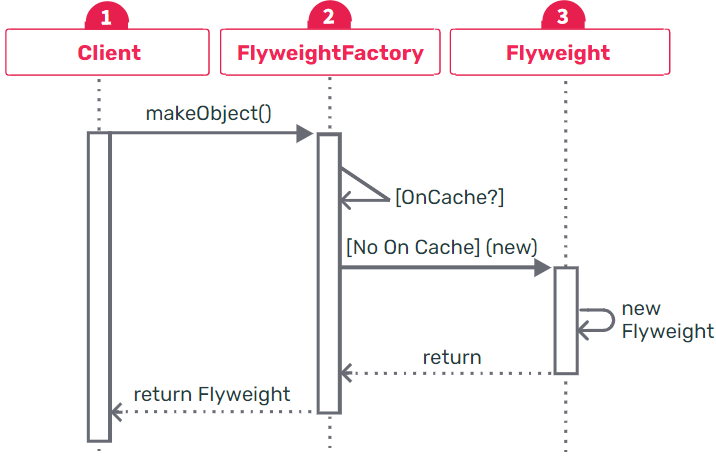 1
2
3
Client
FlyweightFactory
Flyweight
makeObject()
[OnCache?]
[No On Cache] (new)
new
Flyweight
return
return Flyweight